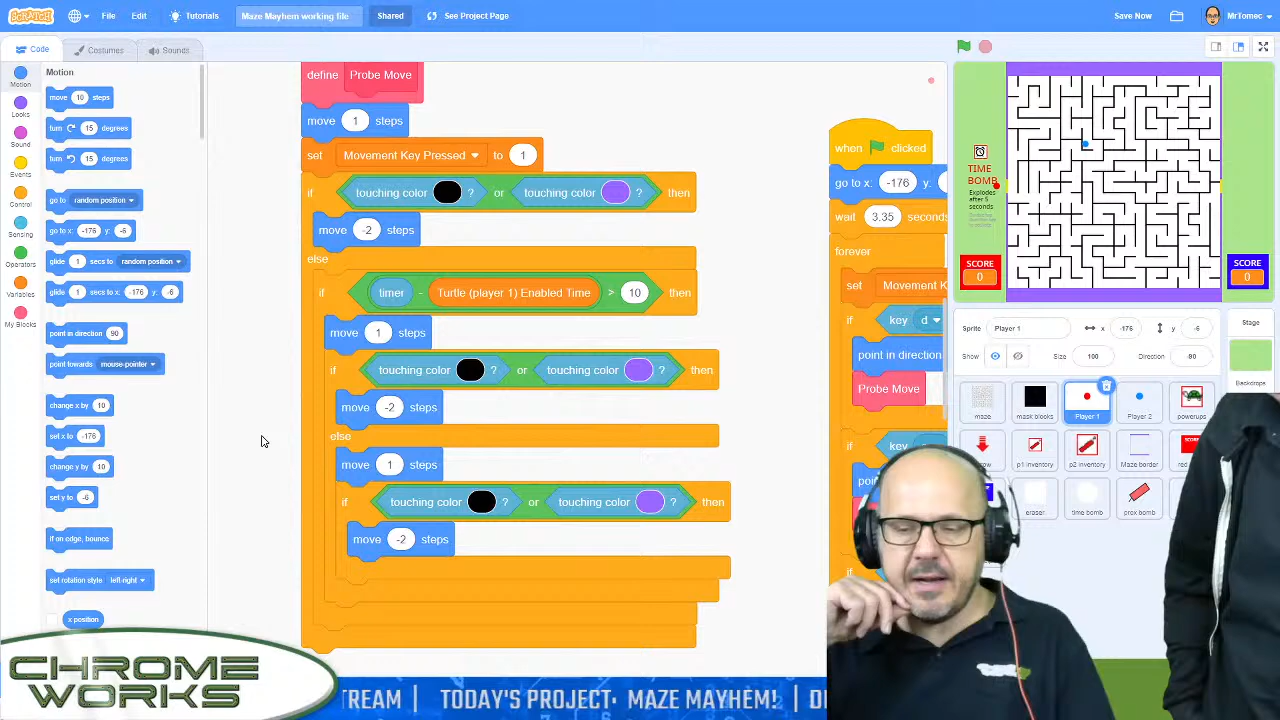 SCRATCH
File
Edit
Tutorials
Maze Mayhem working file
Shared
See Project Page
Save Now
MrTomec
Code
Costumes
Sounds
Motion
Looks
Sound
Events
Control
Sensing
Operators
Variables
My Blocks
Motion
move 10 steps
turn 15 degrees
turn 15 degrees
go to random position
go to x: -176 y: -6
glide 1 secs to random position
glide 1 secs to x: -176 y: -6
point in direction 90
point towards mouse-pointer
change x by 10
set x to -176
change y by 10
set y to -6
if on edge, bounce
set rotation style left-right
x position
define Probe Move
move 1 steps
set Movement Key Pressed to 1
if touching color ? or touching color ? then
move -2 steps
else
if timer - Turtle (player 1) Enabled Time > 10 then
move 1 steps
if touching color ? or touching color ? then
move -2 steps
else
move 1 steps
if touching color ? or touching color ? then
move -2 steps
when clicked
go to x: -176 y:
wait 3.35 seconds
forever
set Movement K
if key d
point in direction
Probe Move
if key
if
TIME
BOMB
Explodes
after 5
seconds
SCORE
0
SCORE
0
Sprite Player 1 x -176 y -6
Show Size 100 Direction -90
Stage
Backdrops
maze
mask blocks
Player 1
Player 2
powerups
p1 inventory
p2 inventory
Maze border
red
eraser
time bomb
prox bomb
CHROME
WORKS
TREAM | TODAY'S PROJECT: MAZE MAYHEM! |